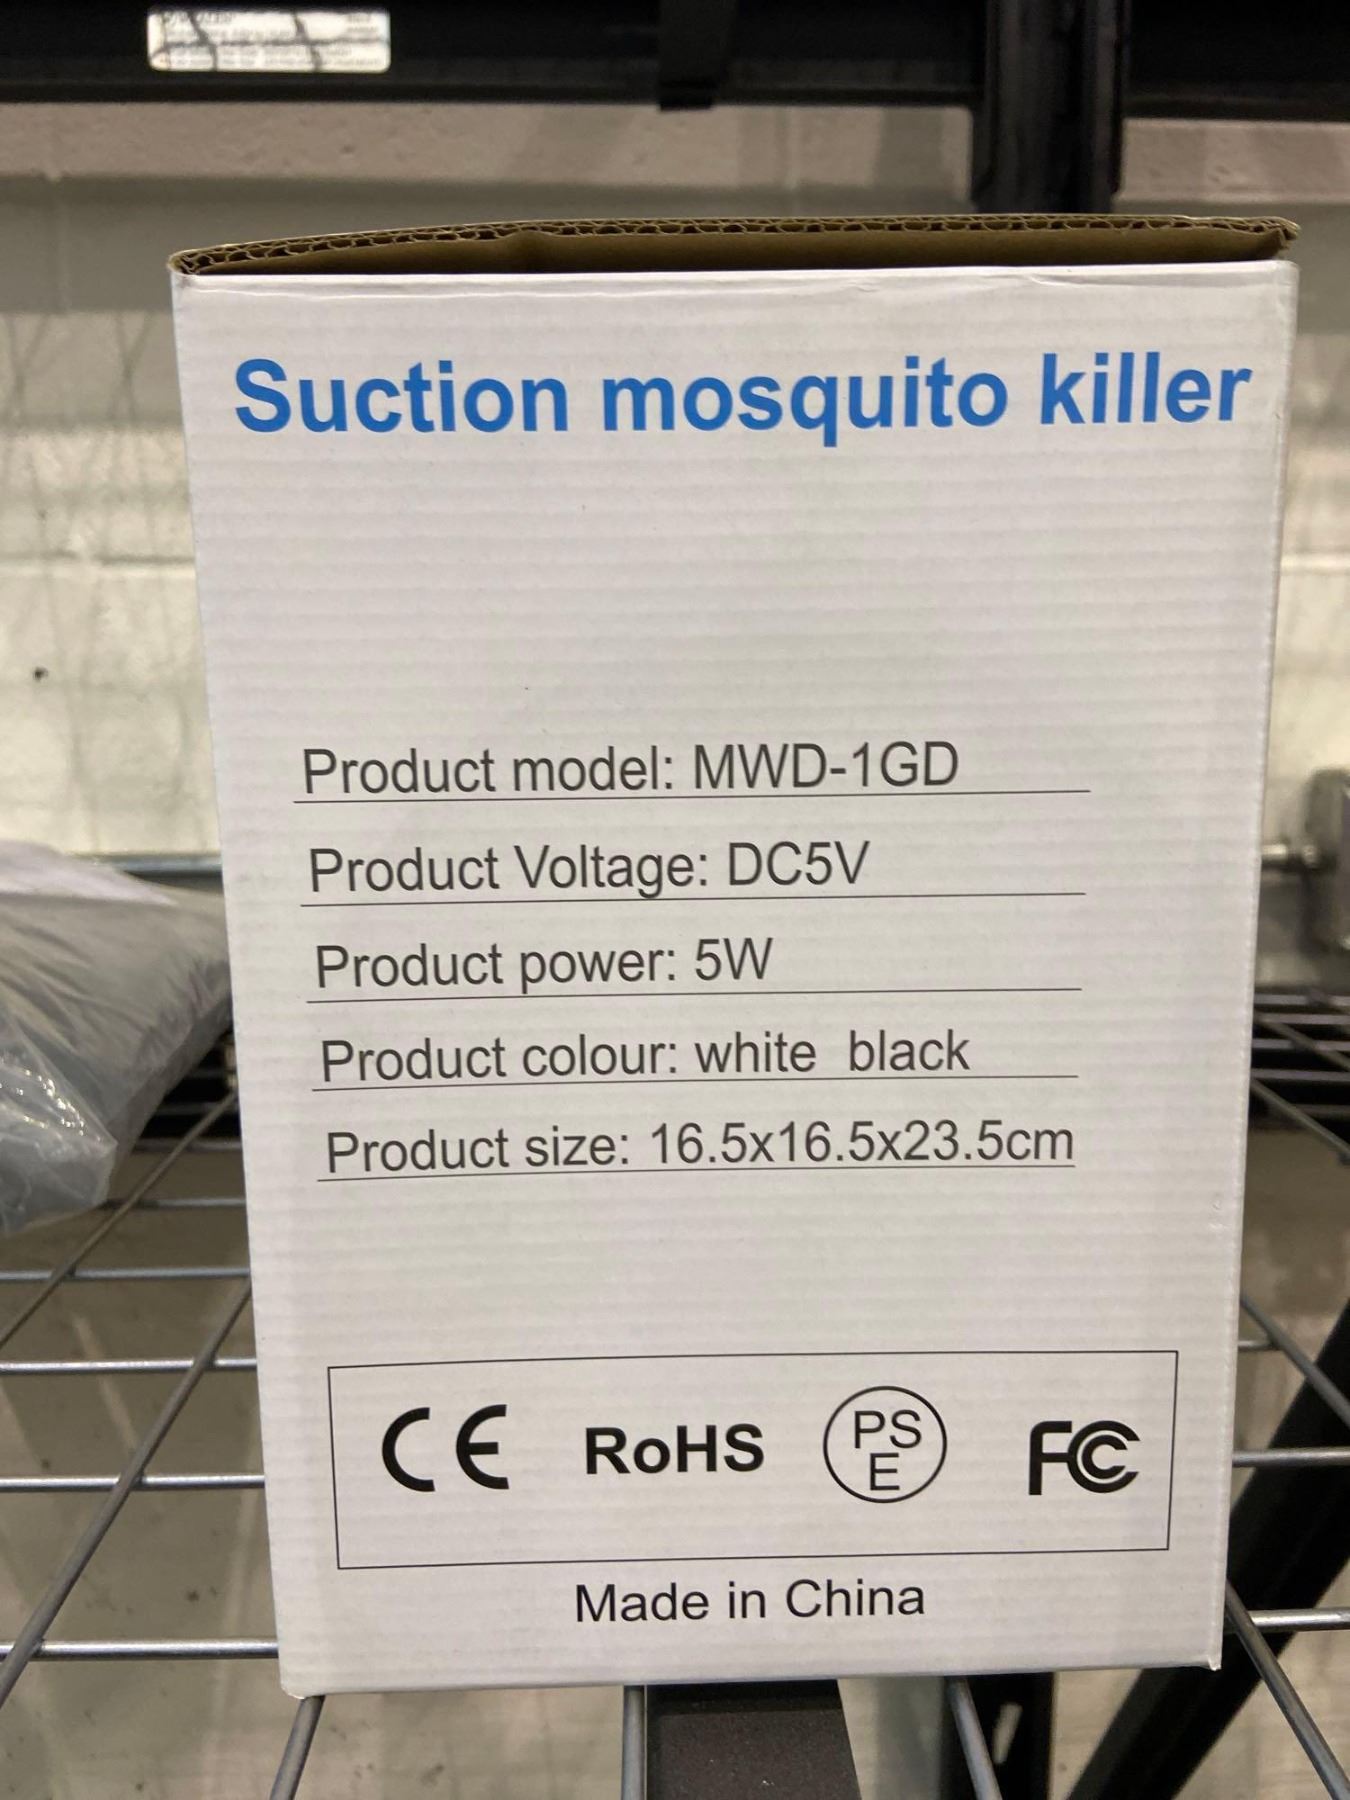 Suction mosquito killer
Product model: MWD-1GD
Product Voltage: DC5V
Product power: 5W
Product colour: white black
Product size: 16.5x16.5x23.5cm
CE RoHS PSE FC
Made in China